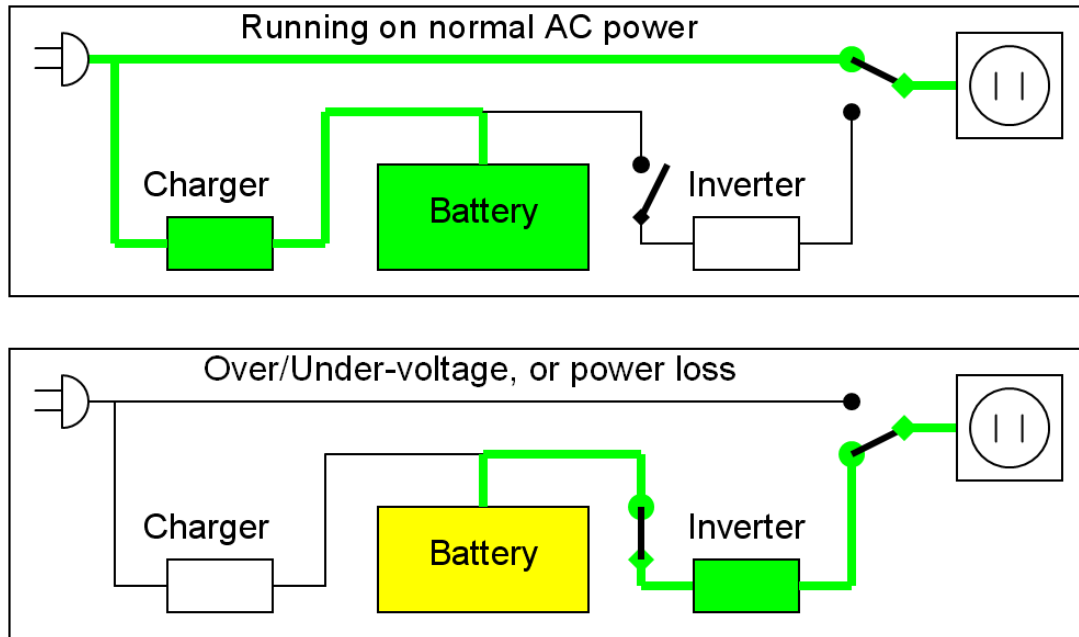 Running on normal AC power
Charger
Battery
Inverter
Over/Under-voltage, or power loss
Charger
Battery
Inverter